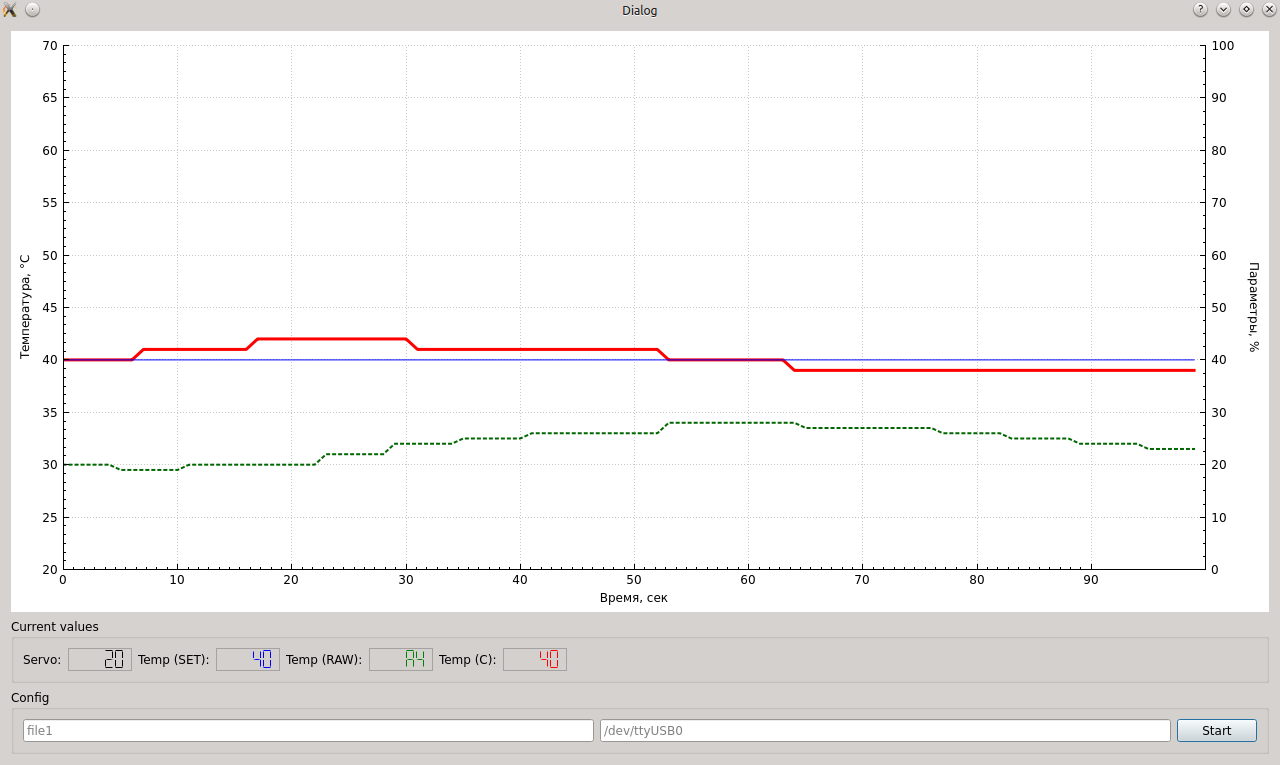 Dialog
70
65
60
55
50
45
40
35
30
25
20
Температура, °C
100
90
80
70
60
50
40
30
20
10
0
Параметры, %
0 10 20 30 40 50 60 70 80 90
Время, сек
Current values
Servo: 20 Temp (SET): 40 Temp (RAW): A4 Temp (C): 40
Config
file1 /dev/ttyUSB0 Start